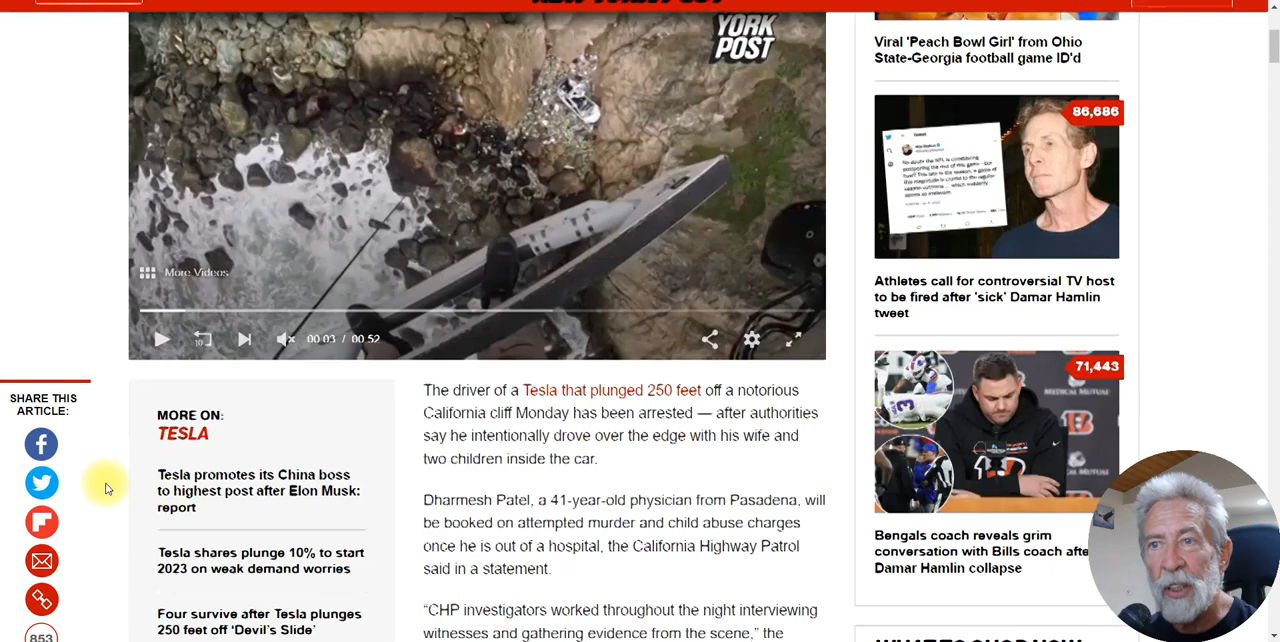 YORK
POST
More Videos
10
00:03 / 00:52
SHARE THIS
ARTICLE:
853
MORE ON:
TESLA
Tesla promotes its China boss
to highest post after Elon Musk:
report
Tesla shares plunge 10% to start
2023 on weak demand worries
Four survive after Tesla plunges
250 feet off ‘Devil’s Slide’
The driver of a Tesla that plunged 250 feet off a notorious
California cliff Monday has been arrested — after authorities
say he intentionally drove over the edge with his wife and
two children inside the car.
Dharmesh Patel, a 41-year-old physician from Pasadena, will
be booked on attempted murder and child abuse charges
once he is out of a hospital, the California Highway Patrol
said in a statement.
“CHP investigators worked throughout the night interviewing
witnesses and gathering evidence from the scene,” the
Viral 'Peach Bowl Girl' from Ohio
State-Georgia football game ID'd
86,686
Athletes call for controversial TV host
to be fired after 'sick' Damar Hamlin
tweet
71,443
Bengals coach reveals grim
conversation with Bills coach afte
Damar Hamlin collapse